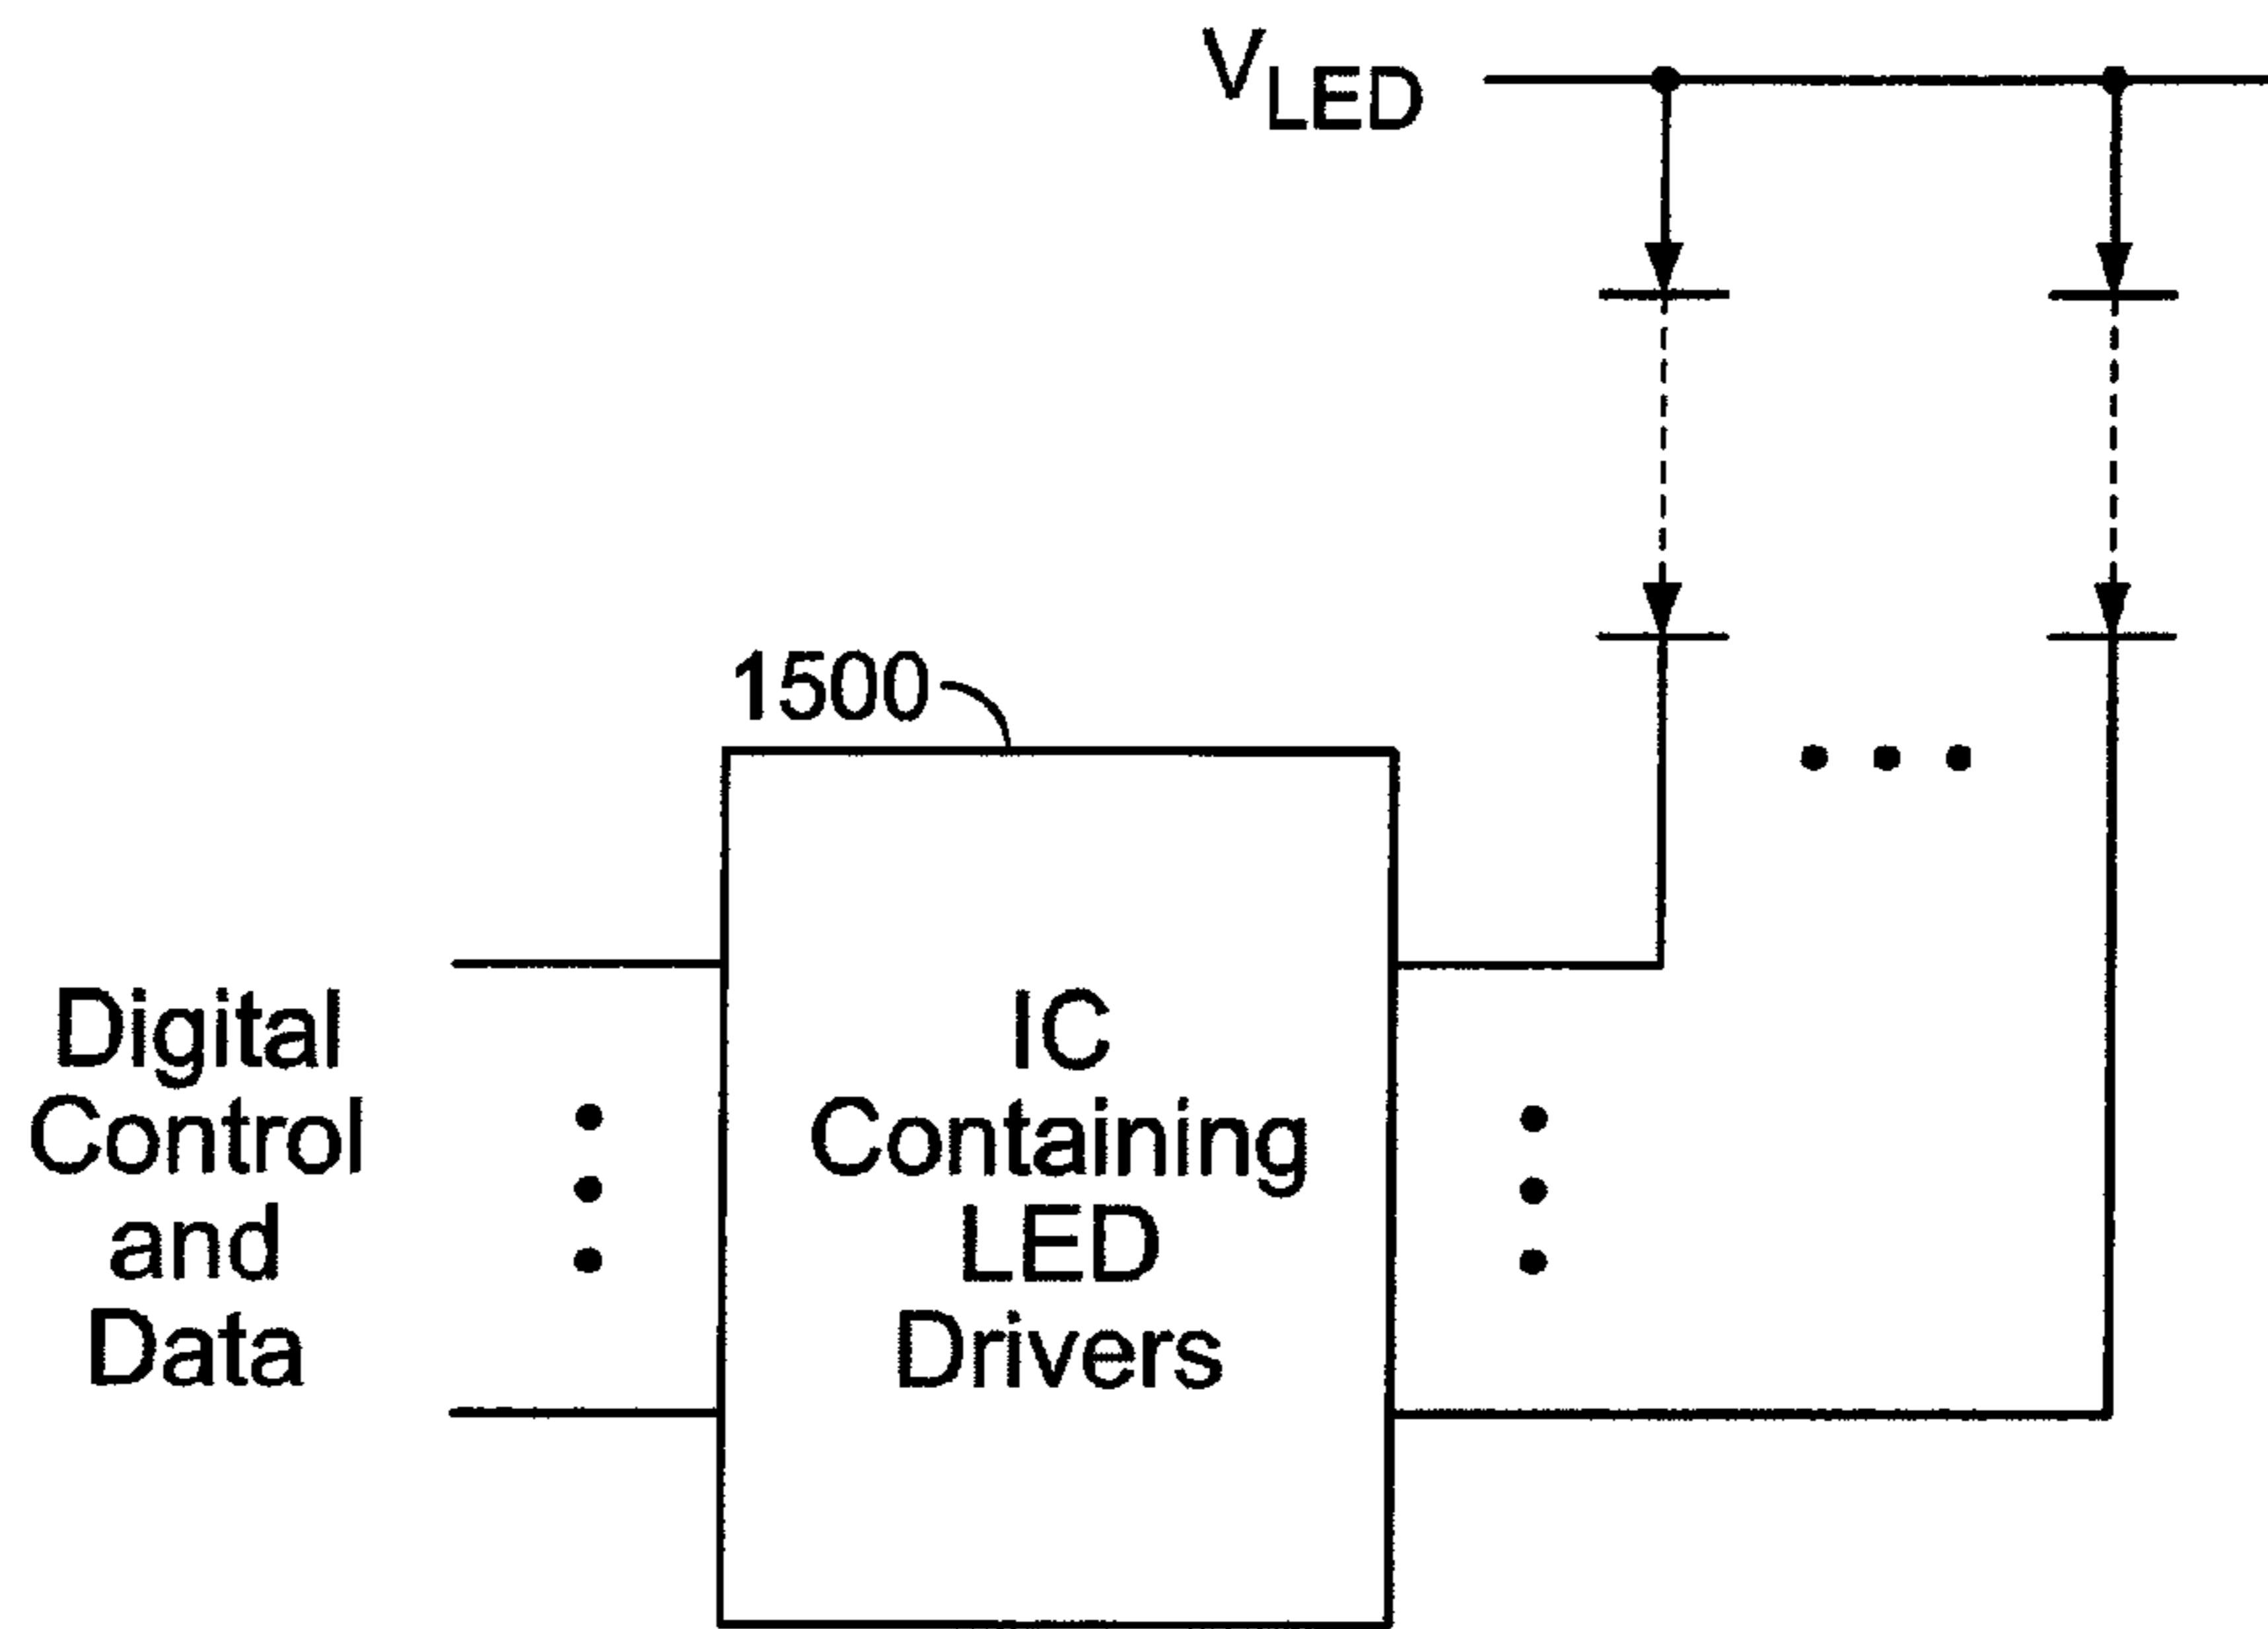 VLED
1500
Digital
Control
and
Data
IC
Containing
LED
Drivers